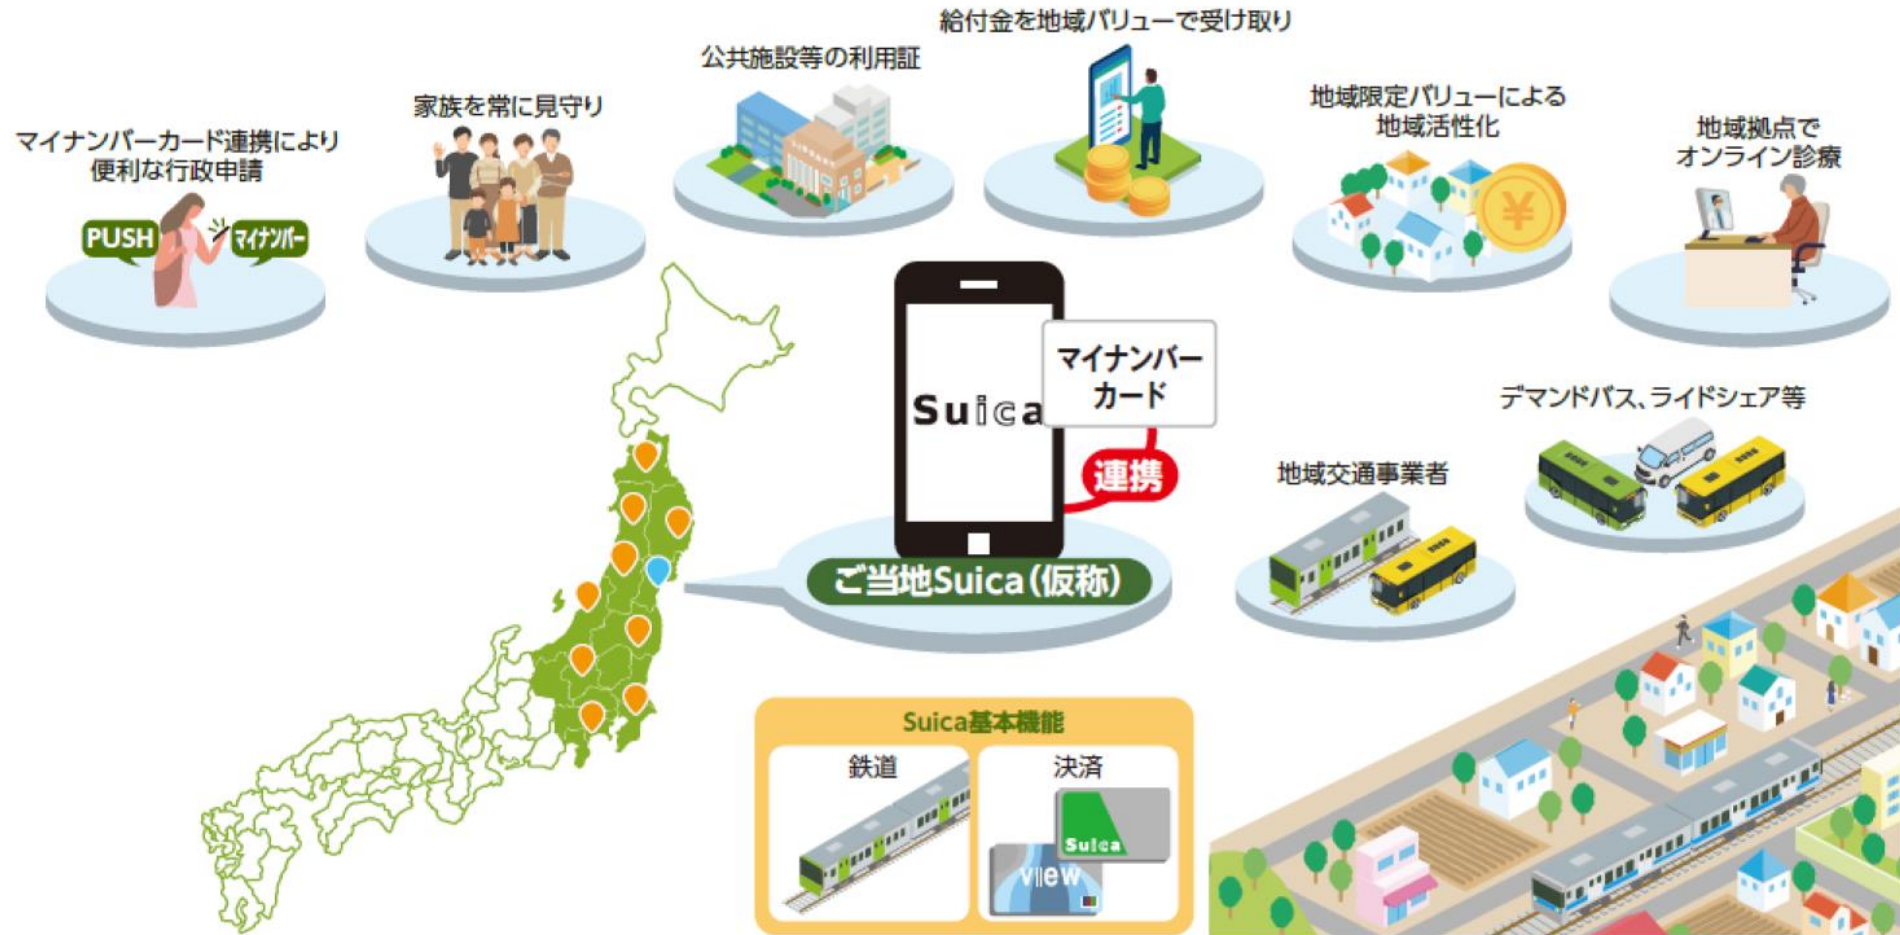 給付金を地域バリューで受け取り
公共施設等の利用証
家族を常に見守り
地域限定バリューによる
地域活性化
マイナンバーカード連携により
便利な行政申請
地域拠点で
オンライン診療
PUSH
マイナンバー
Suica
マイナンバー
カード
連携
デマンドバス、ライドシェア等
地域交通事業者
ご当地Suica(仮称)
Suica基本機能
鉄道
決済
Suica
VIEW